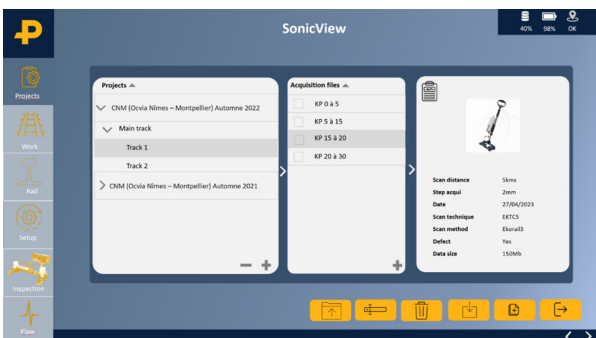 SonicView
40% 98% OK
Projects
Work
Rail
Setup
Inspection
Flaw
Projects
CNM (Ocvia Nîmes – Montpellier) Automne 2022
Main track
Track 1
Track 2
CNM (Ocvia Nîmes – Montpellier) Automne 2021
Acquisition files
KP 0 à 5
KP 5 à 15
KP 15 à 20
KP 20 à 30
Scan distance 5kms
Step acqui 2mm
Date 27/04/2023
Scan technique EKTCS
Scan method Ekorail3
Defect Yes
Data size 150Mb